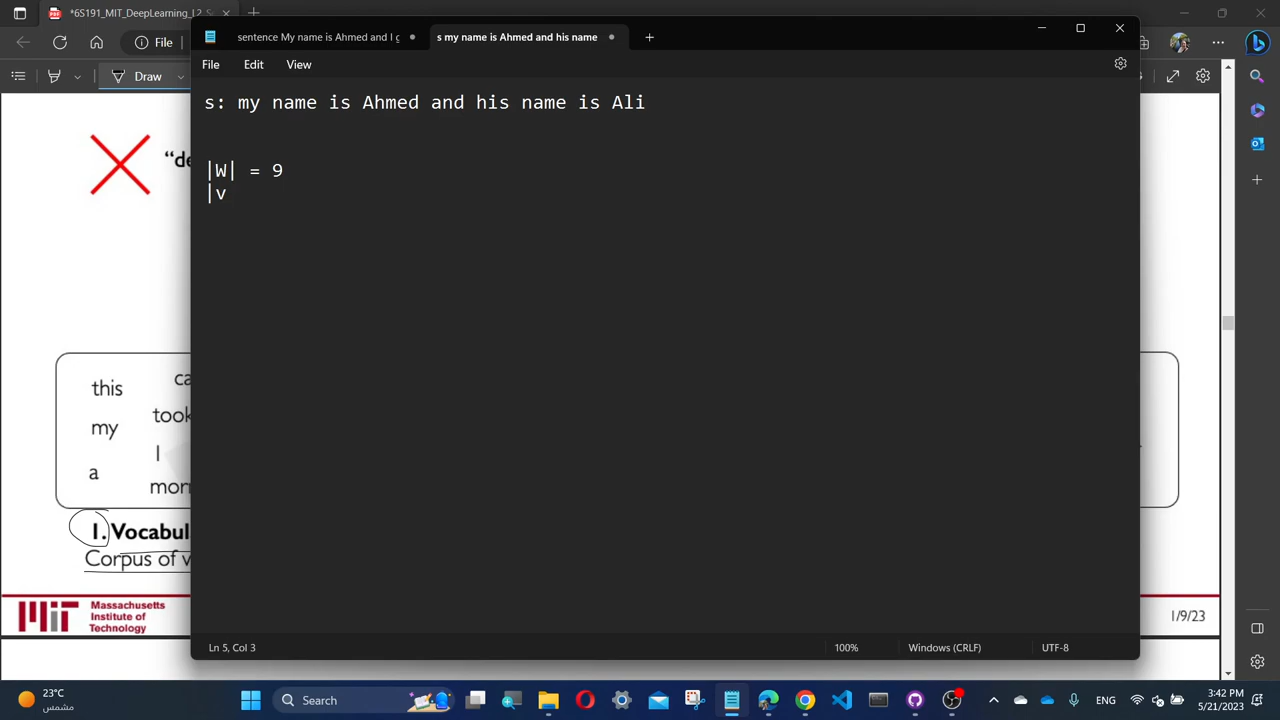 *6S191_MIT_DeepLearning_L2
sentence My name is Ahmed and I g
s my name is Ahmed and his name
File
File
Edit
View
Draw
s: my name is Ahmed and his name is Ali
|W| = 9
|v
this
took
my
I
a
1. Vocabul
Corpus of v
Massachusetts
Institute of
Technology
1/9/23
Ln 5, Col 3
100%
Windows (CRLF)
UTF-8
23°C
مشمس
Search
ENG
3:42 PM
5/21/2023